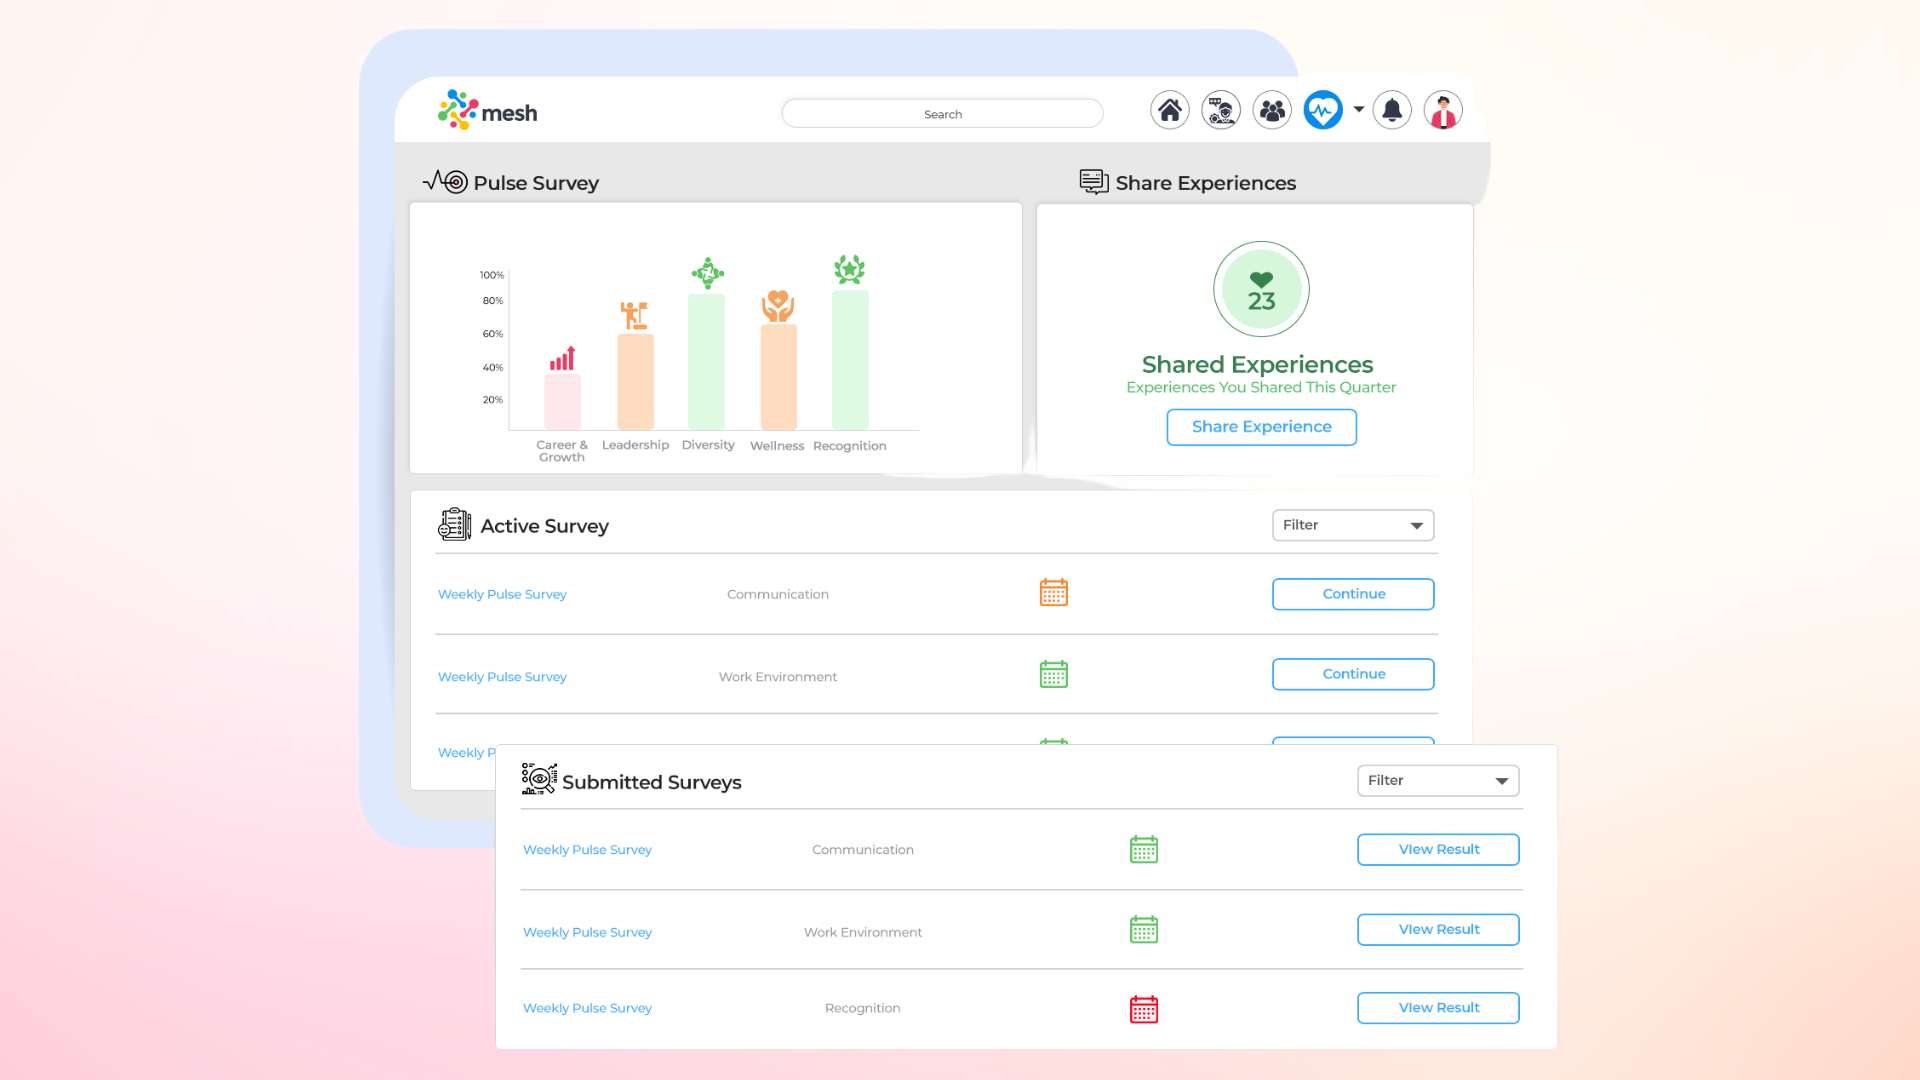 mesh
Search
Pulse Survey
Share Experiences
100%
80%
60%
40%
20%
Career &
Growth
Leadership
Diversity
Wellness
Recognition
23
Shared Experiences
Experiences You Shared This Quarter
Share Experience
Active Survey
Filter
Weekly Pulse Survey
Communication
Continue
Weekly Pulse Survey
Work Environment
Continue
Weekly P
Submitted Surveys
Filter
Weekly Pulse Survey
Communication
View Result
Weekly Pulse Survey
Work Environment
View Result
Weekly Pulse Survey
Recognition
View Result